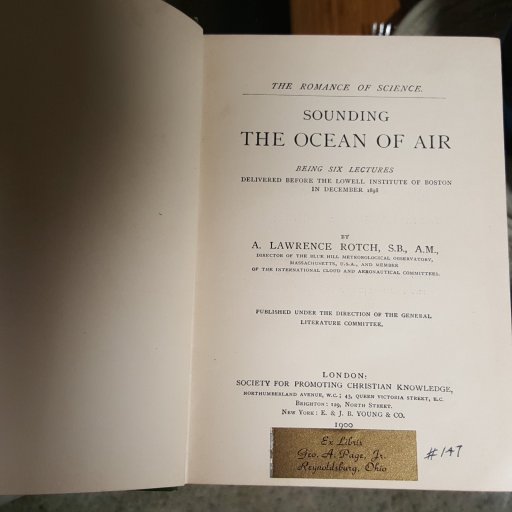 THE ROMANCE OF SCIENCE.
SOUNDING
THE OCEAN OF AIR
BEING SIX LECTURES
DELIVERED BEFORE THE LOWELL INSTITUTE OF BOSTON
IN DECEMBER 1898
BY
A. LAWRENCE ROTCH, S.B., A.M.,
DIRECTOR OF THE BLUE HILL METEOROLOGICAL OBSERVATORY,
MASSACHUSETTS, U.S.A., AND MEMBER
OF THE INTERNATIONAL CLOUD AND AERONAUTICAL COMMITTEES.
PUBLISHED UNDER THE DIRECTION OF THE GENERAL
LITERATURE COMMITTEE.
LONDON:
SOCIETY FOR PROMOTING CHRISTIAN KNOWLEDGE,
NORTHUMBERLAND AVENUE, W.C.; 43, QUEEN VICTORIA STREET, E.C.
BRIGHTON: 129, NORTH STREET.
NEW YORK: E. & J. B. YOUNG & CO.
1900
Ex Libris
Geo. A. Page, Jr.
Reynoldsburg, Ohio
#147